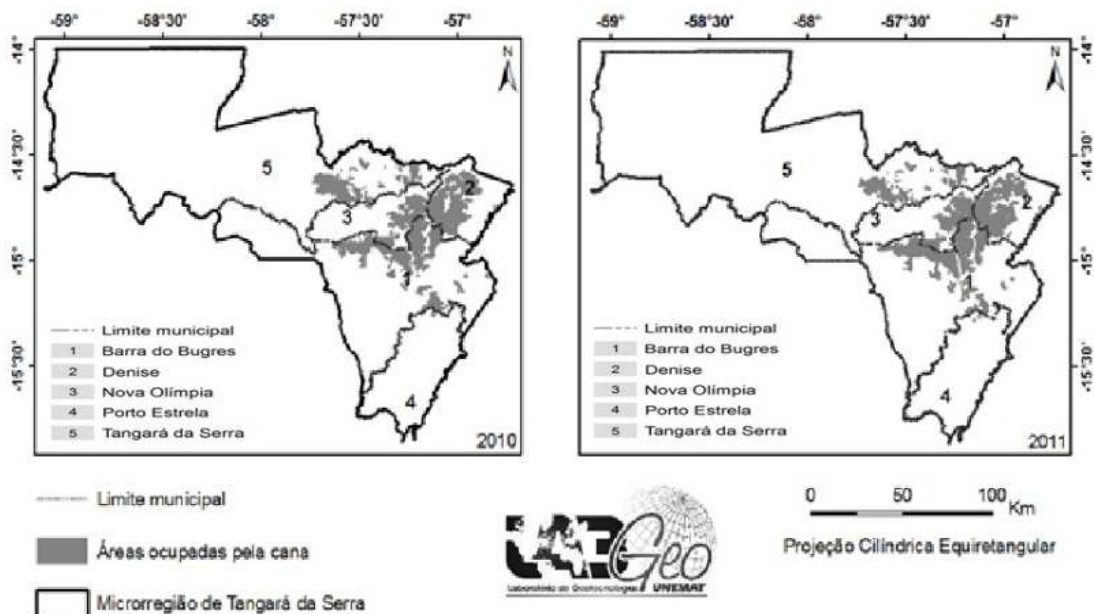 -59° -58°30' -58° -57°30' -57°
-59° -58°30' -58° -57°30' -57°
-14°
-14°30'
-15°
-15°30'
N
5
2
3
1
4
Limite municipal
1 Barra do Bugres
2 Denise
3 Nova Olímpia
4 Porto Estrela
5 Tangará da Serra
2010
N
5
2
3
1
4
Limite municipal
1 Barra do Bugres
2 Denise
3 Nova Olímpia
4 Porto Estrela
5 Tangará da Serra
2011
-14°
-14°30'
-15°
-15°30'
Limite municipal
Áreas ocupadas pela cana
Microrregião de Tangará da Serra
Geo
UNEMAT
0 50 100 Km
Projeção Cilíndrica Equiretangular